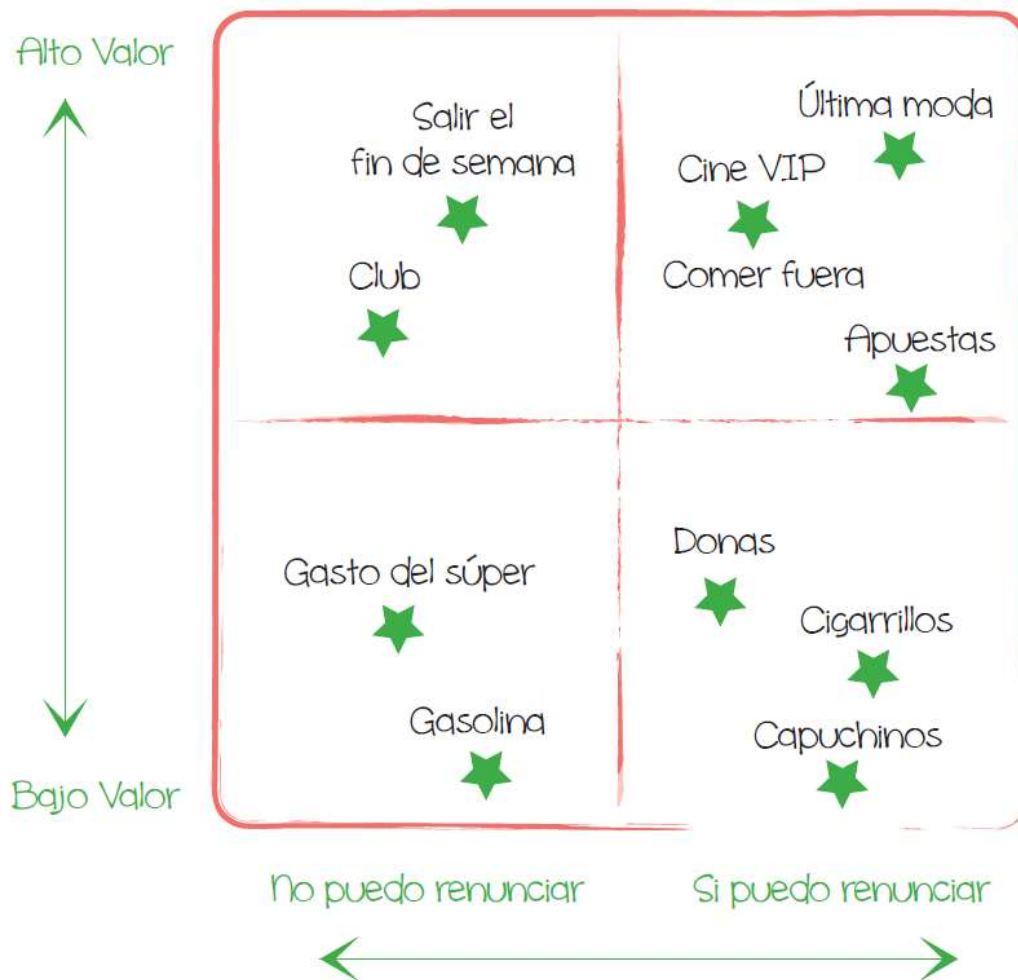 Alto Valor
Salir el
fin de semana
Club
Última moda
Cine VIP
Comer fuera
Apuestas
Gasto del súper
Gasolina
Donas
Cigarrillos
Capuchinos
Bajo Valor
No puedo renunciar
Si puedo renunciar